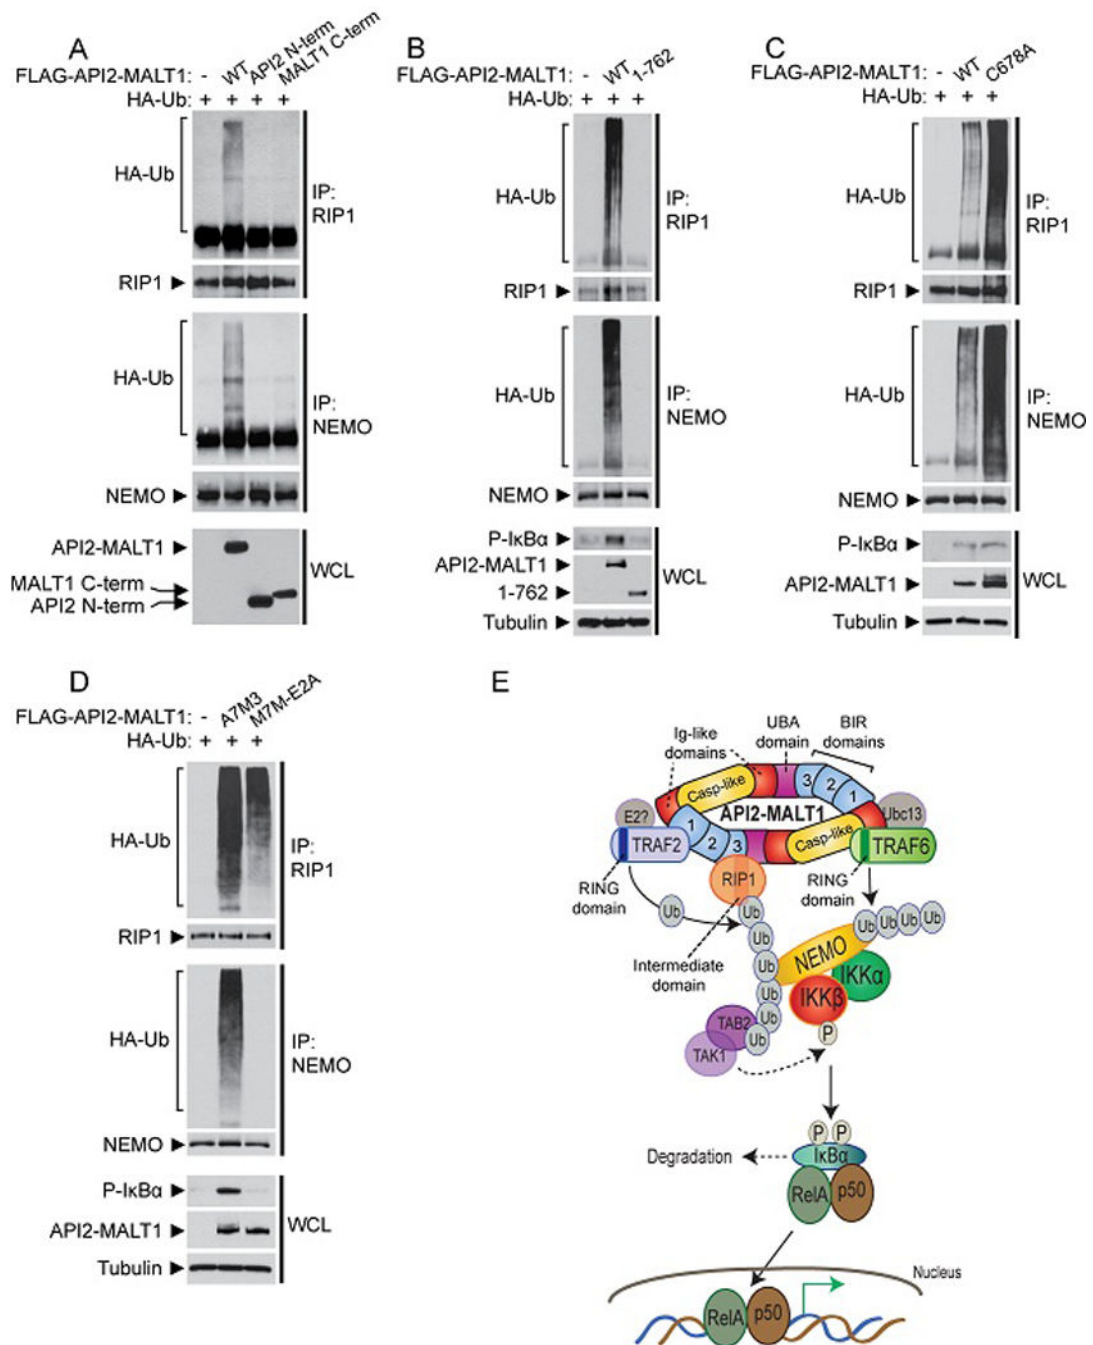 A
FLAG-API2-MALT1: - WT API2 N-term MALT1 C-term
HA-Ub: + + + +
HA-Ub
IP:
RIP1
RIP1
HA-Ub
IP:
NEMO
NEMO
API2-MALT1
MALT1 C-term
API2 N-term
WCL
B
FLAG-API2-MALT1: - WT 1-762
HA-Ub: + + +
HA-Ub
IP:
RIP1
RIP1
HA-Ub
IP:
NEMO
NEMO
P-IκBα
API2-MALT1
1-762
WCL
Tubulin
C
FLAG-API2-MALT1: - WT C678A
HA-Ub: + + +
HA-Ub
IP:
RIP1
RIP1
HA-Ub
IP:
NEMO
NEMO
P-IκBα
API2-MALT1
WCL
Tubulin
D
FLAG-API2-MALT1: - A7M3 M7M-E2A
HA-Ub: + + +
HA-Ub
IP:
RIP1
RIP1
HA-Ub
IP:
NEMO
NEMO
P-IκBα
API2-MALT1
WCL
Tubulin
E
Ig-like
domains
UBA
domain
BIR
domains
Casp-like
3 2 1
API2-MALT1
E2?
Ubc13
1 2 3
Casp-like
TRAF2
TRAF6
RING
domain
RIP1
RING
domain
Ub
Ub
Ub
Ub
Ub
Ub
Ub
Ub Ub Ub Ub
Intermediate
domain
NEMO
IKKα
IKKβ
TAB2
TAK1
P
P P
Degradation
IκBα
RelA
p50
Nucleus
RelA
p50